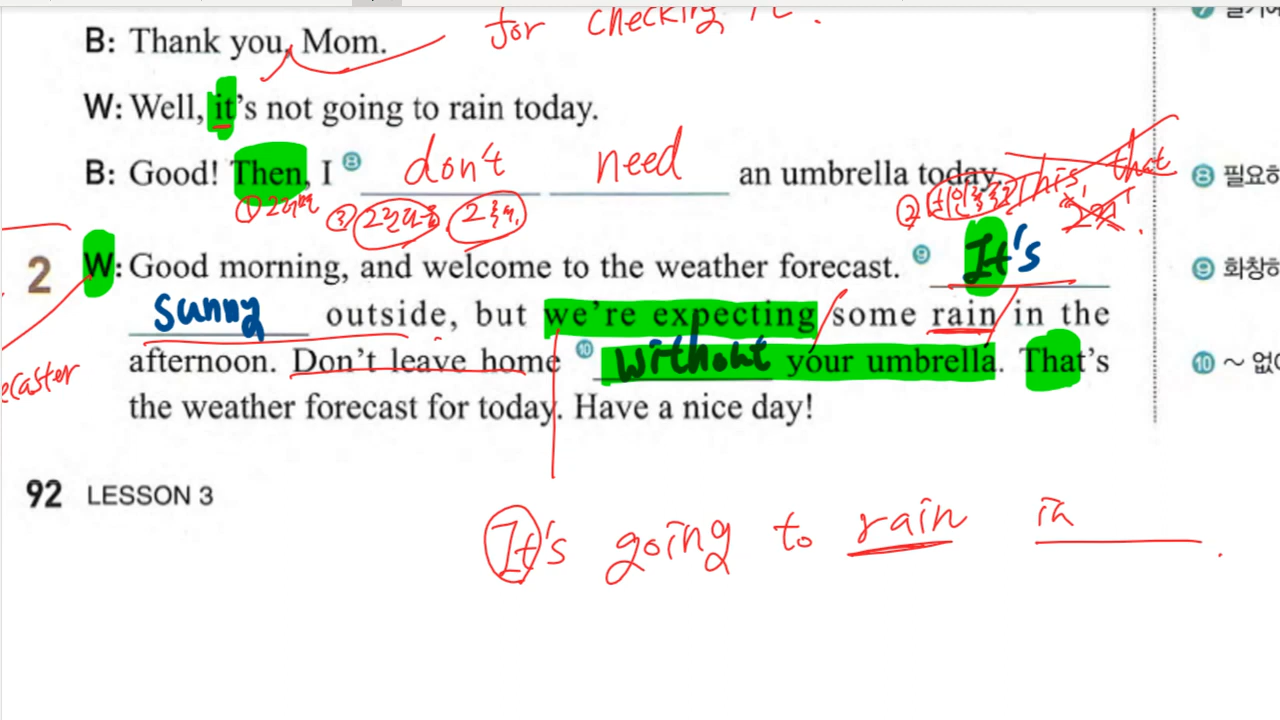 for checking it.
B: Thank you, Mom.
W: Well, it's not going to rain today.
B: Good! Then, I ⑧ don't need an umbrella today.
This, that
⑧ 필요하
① ② ③
2 W: Good morning, and welcome to the weather forecast. ⑨ It's
⑨ 화창하
sunny outside, but we're expecting some rain in the
afternoon. Don't leave home ⑩ without your umbrella. That's
⑩ ~ 없이
ecaster
the weather forecast for today. Have a nice day!
92 LESSON 3
It's going to rain in .